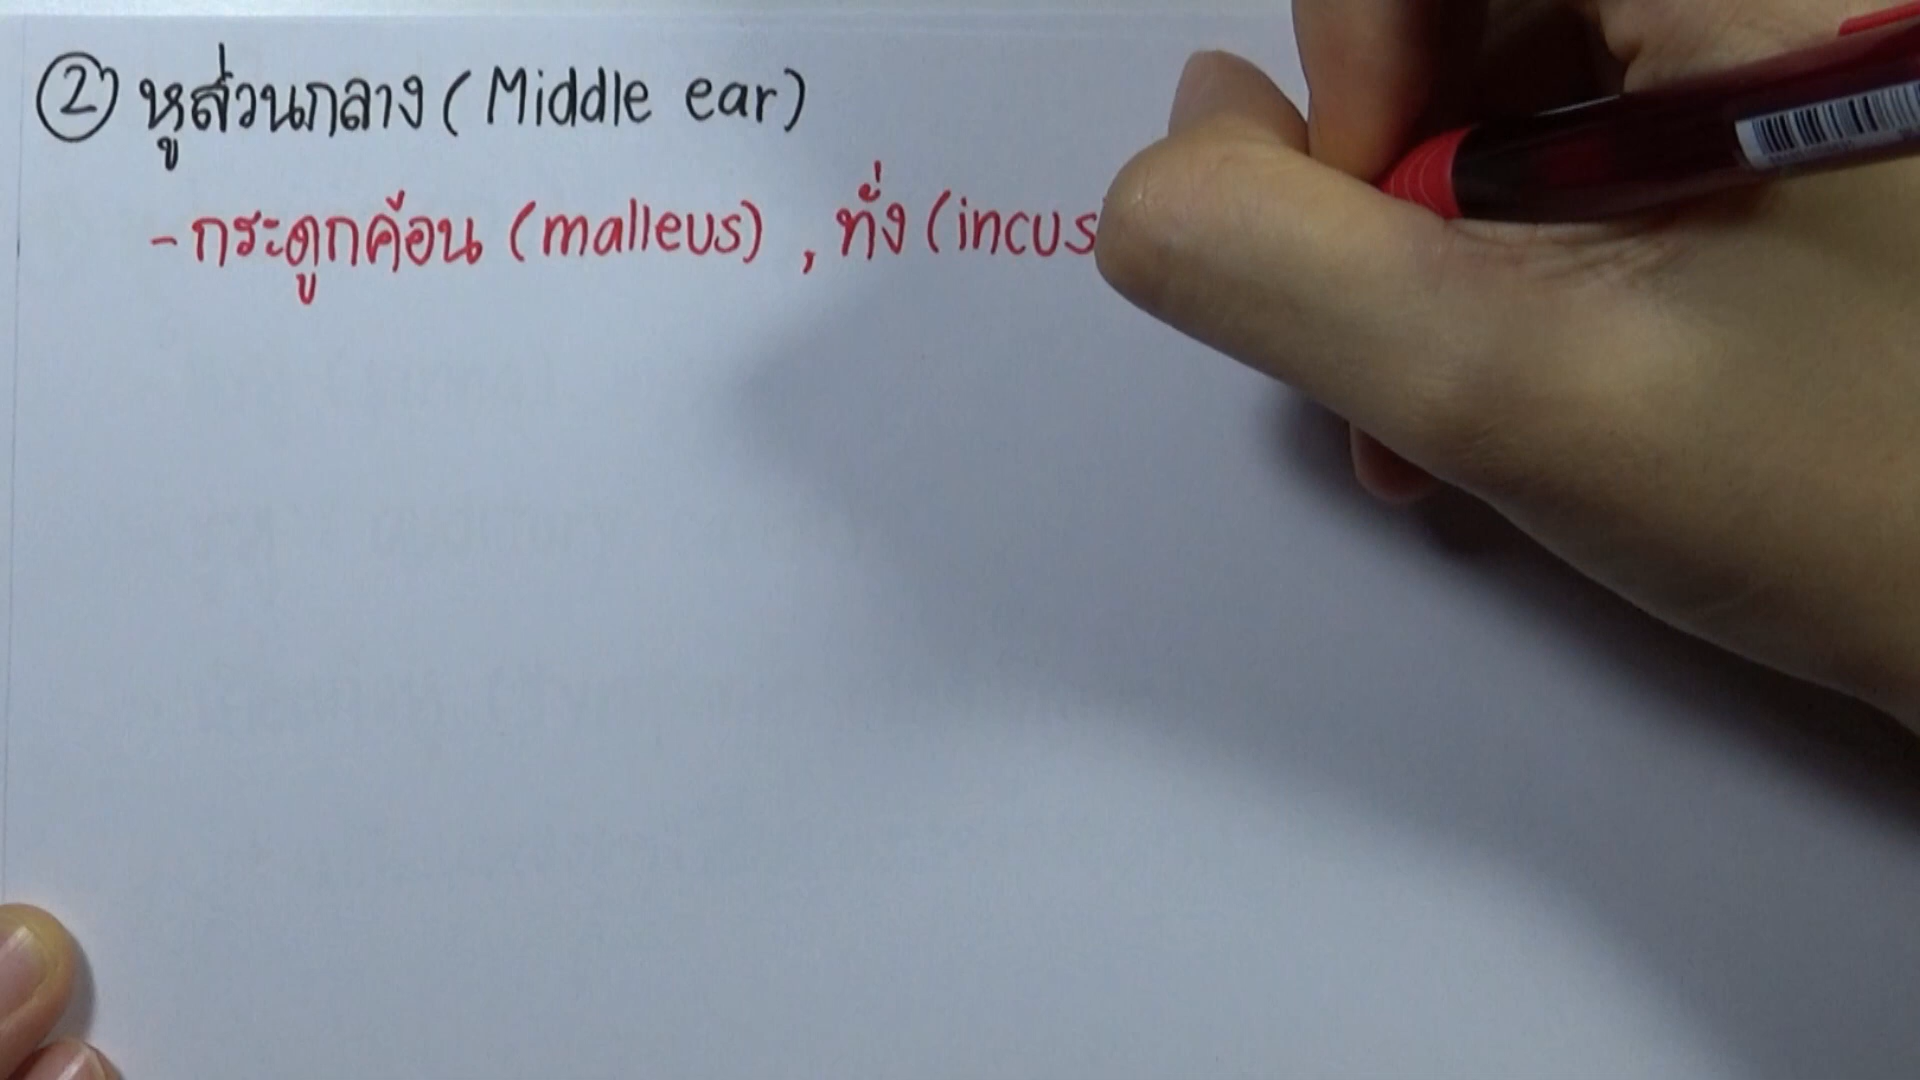 ② หูส่วนกลาง (Middle ear)
- กระดูกค้อน (malleus) , ทั่ง (incus